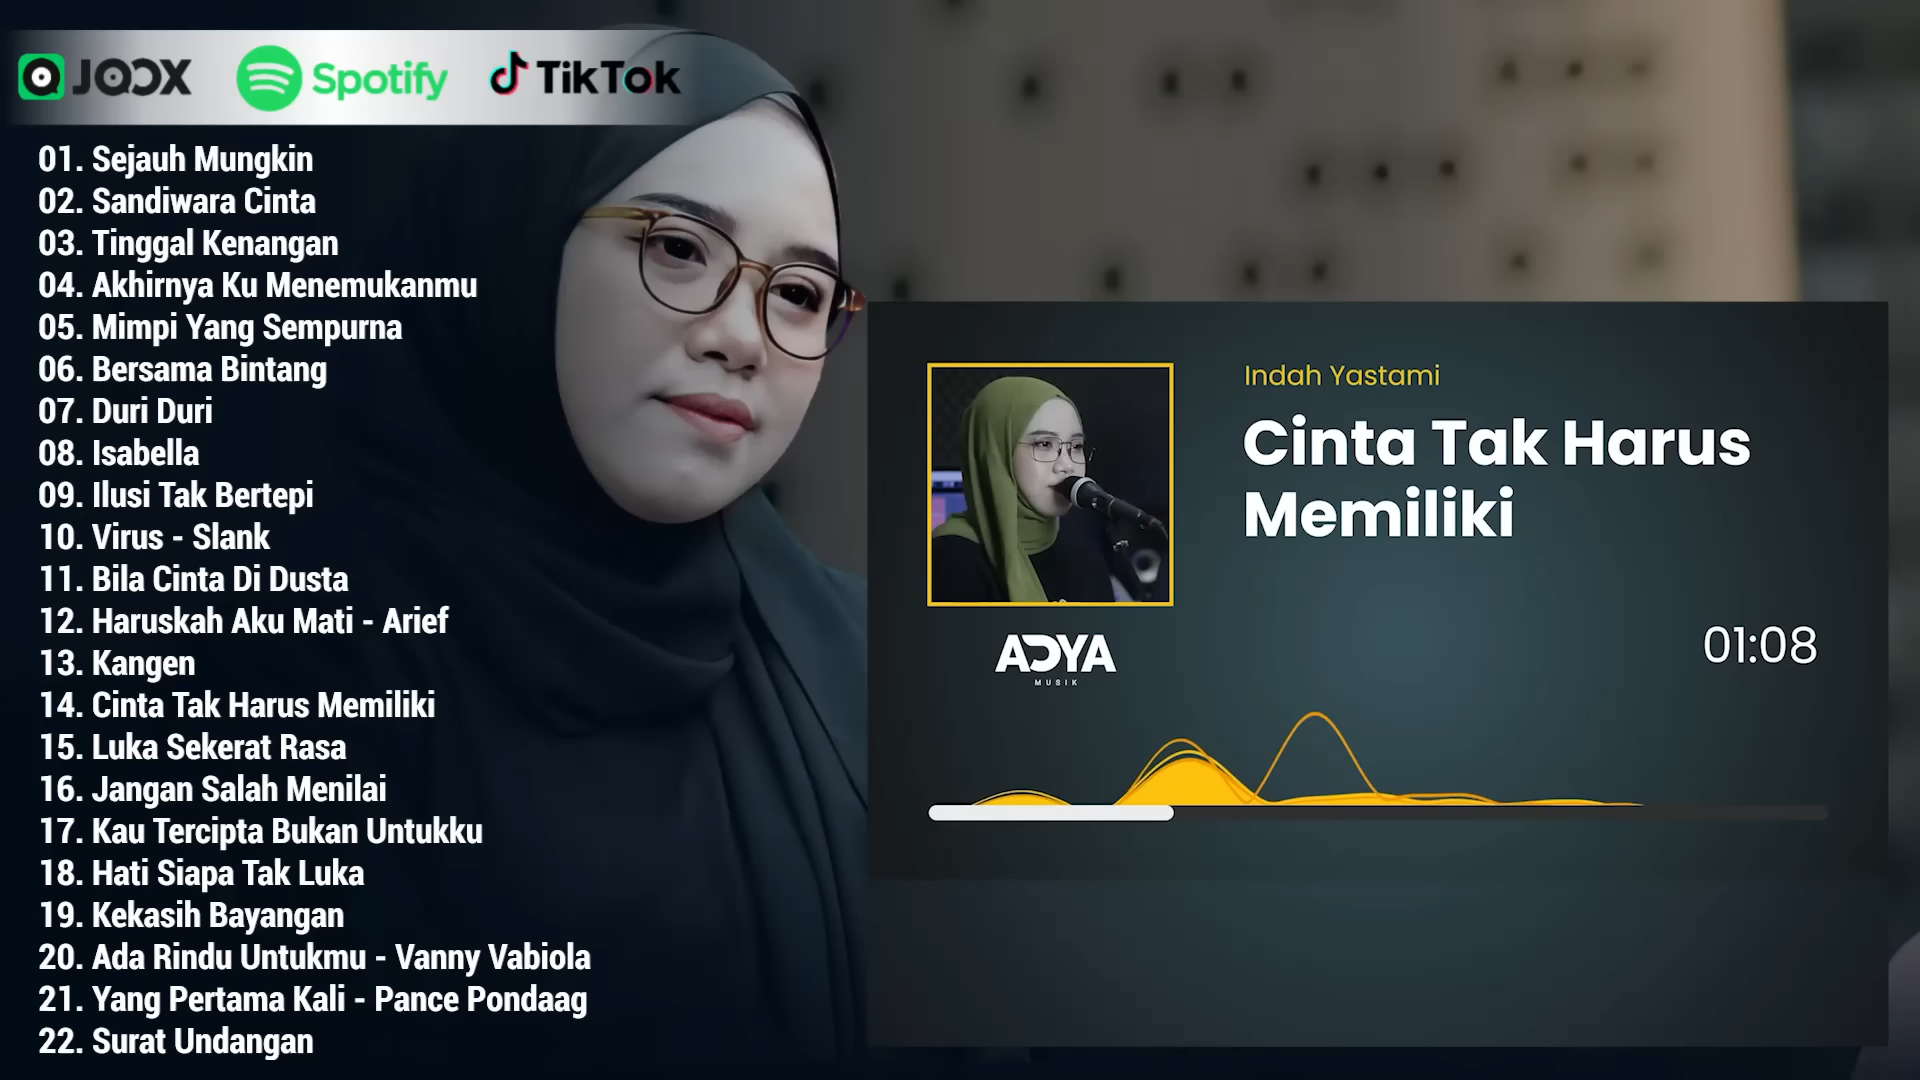 JOOX Spotify TikTok
01. Sejauh Mungkin
02. Sandiwara Cinta
03. Tinggal Kenangan
04. Akhirnya Ku Menemukanmu
05. Mimpi Yang Sempurna
06. Bersama Bintang
07. Duri Duri
08. Isabella
09. Ilusi Tak Bertepi
10. Virus - Slank
11. Bila Cinta Di Dusta
12. Haruskah Aku Mati - Arief
13. Kangen
14. Cinta Tak Harus Memiliki
15. Luka Sekerat Rasa
16. Jangan Salah Menilai
17. Kau Tercipta Bukan Untukku
18. Hati Siapa Tak Luka
19. Kekasih Bayangan
20. Ada Rindu Untukmu - Vanny Vabiola
21. Yang Pertama Kali - Pance Pondaag
22. Surat Undangan
Indah Yastami
Cinta Tak Harus
Memiliki
ADYA
MUSIK
01:08